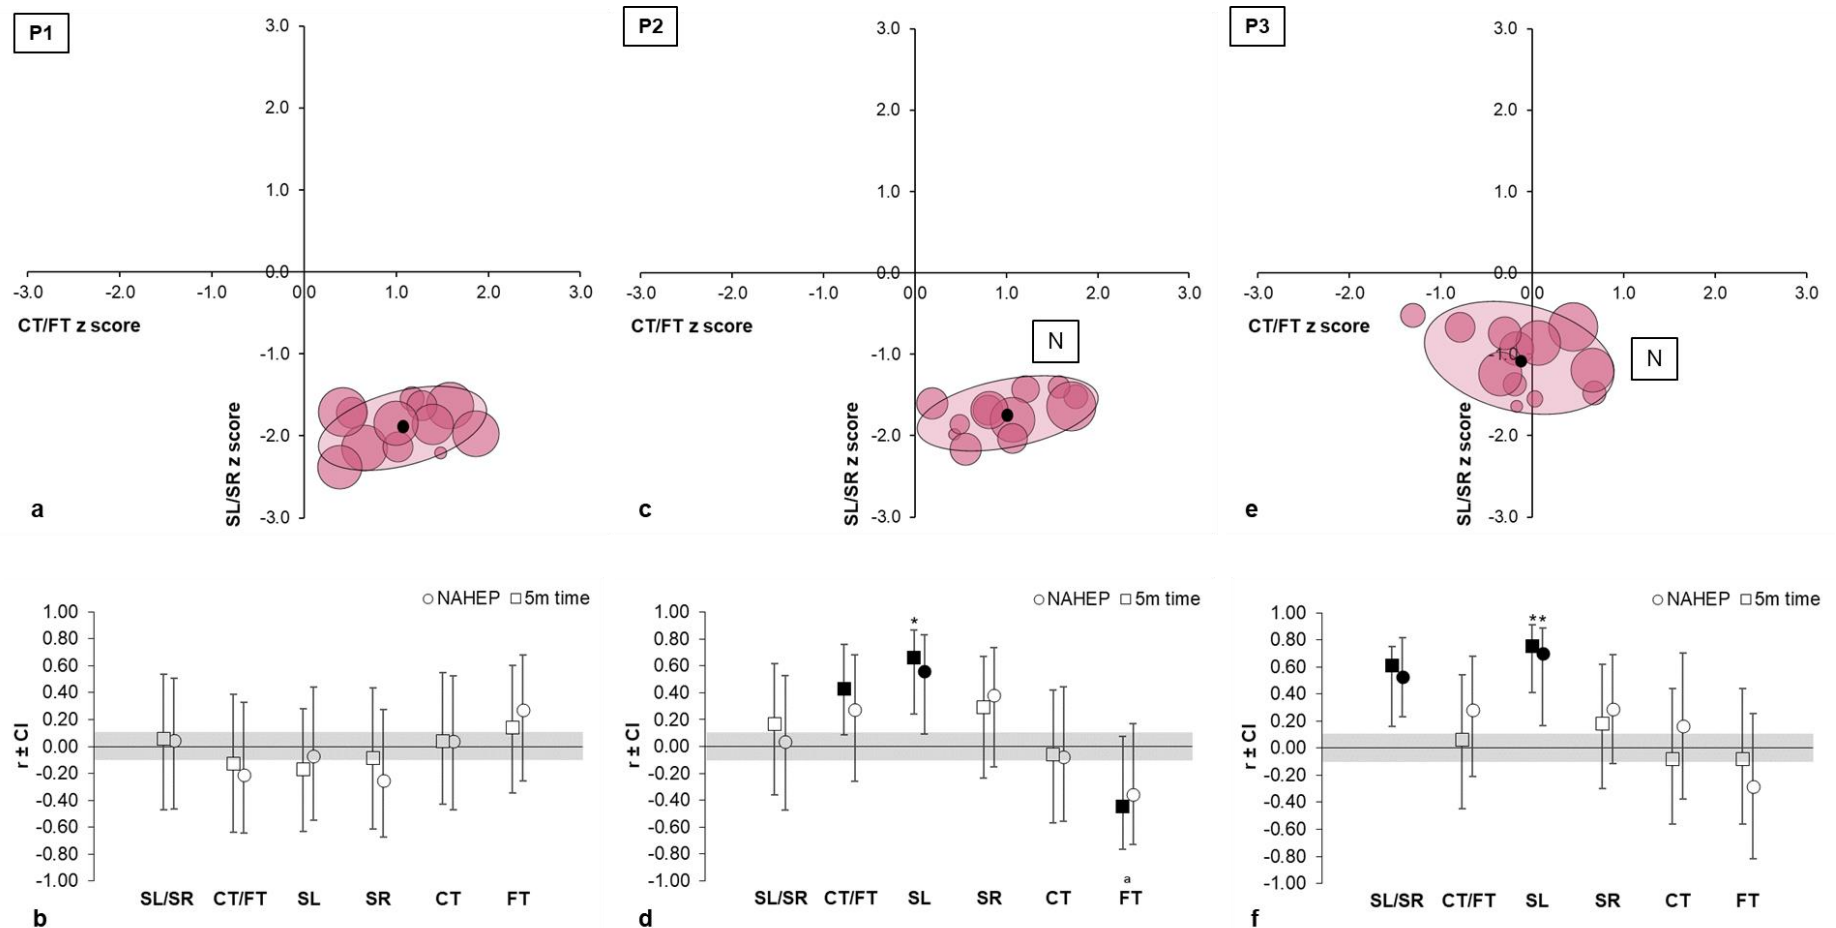 P1
3.0
2.0
1.0
0.0
-3.0 -2.0 -1.0 0.0 1.0 2.0 3.0
CT/FT z score
-1.0
-2.0
-3.0
SL/SR z score
a
P2
3.0
2.0
1.0
0.0
-3.0 -2.0 -1.0 0.0 1.0 2.0 3.0
CT/FT z score
N
-1.0
-2.0
-3.0
SL/SR z score
c
P3
3.0
2.0
1.0
0.0
-3.0 -2.0 -1.0 0.0 1.0 2.0 3.0
CT/FT z score
N
-1.0
-2.0
-3.0
SL/SR z score
e
NAHEP 5m time
1.00
0.80
0.60
0.40
0.20
0.00
-0.20
-0.40
-0.60
-0.80
-1.00
r ± CI
SL/SR CT/FT SL SR CT FT
b
NAHEP 5m time
1.00
0.80
0.60
0.40
0.20
0.00
-0.20
-0.40
-0.60
-0.80
-1.00
r ± CI
*
a
SL/SR CT/FT SL SR CT FT
d
NAHEP 5m time
1.00
0.80
0.60
0.40
0.20
0.00
-0.20
-0.40
-0.60
-0.80
-1.00
r ± CI
* *
SL/SR CT/FT SL SR CT FT
f